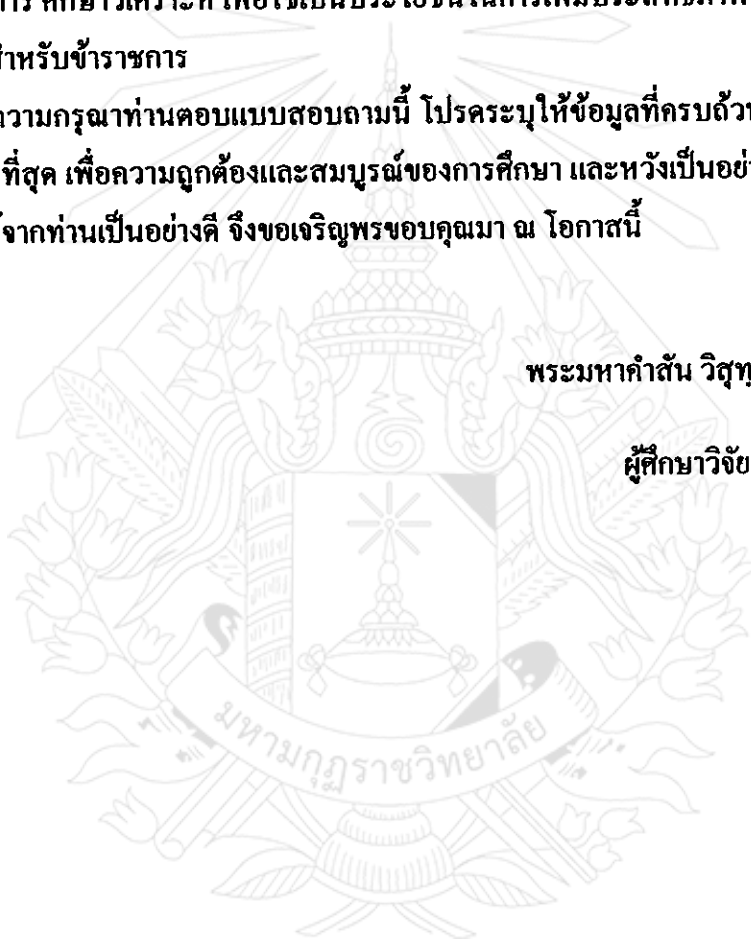 สำหรับข้าราชการ
ความกรุณาท่านตอบแบบสอบถามนี้ โปรดระบุให้ข้อมูลที่ครบถ้วน
ที่สุด เพื่อความถูกต้องและสมบูรณ์ของการศึกษา และหวังเป็นอย่า
จากท่านเป็นอย่างดี จึงขอเจริญพรขอบคุณมา ณ โอกาสนี้
พระมหาคำสัน วิสุทฺ
ผู้ศึกษาวิจัย
มหามกุฏราชวิทยาลัย